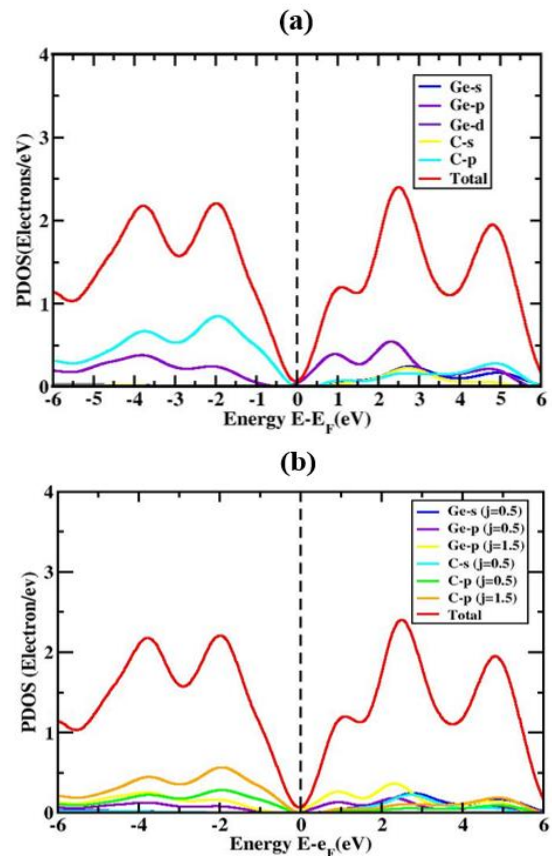 (a)
4
3
2
1
0
PDOS(Electrons/eV)
Ge-s
Ge-p
Ge-d
C-s
C-p
Total
-6 -5 -4 -3 -2 -1 0 1 2 3 4 5 6
Energy E-E_F(eV)
(b)
4
3
2
1
0
PDOS (Electron/ev)
Ge-s (j=0.5)
Ge-p (j=0.5)
Ge-p (j=1.5)
C-s (j=0.5)
C-p (j=0.5)
C-p (j=1.5)
Total
-6 -4 -2 0 2 4 6
Energy E-e_F(eV)